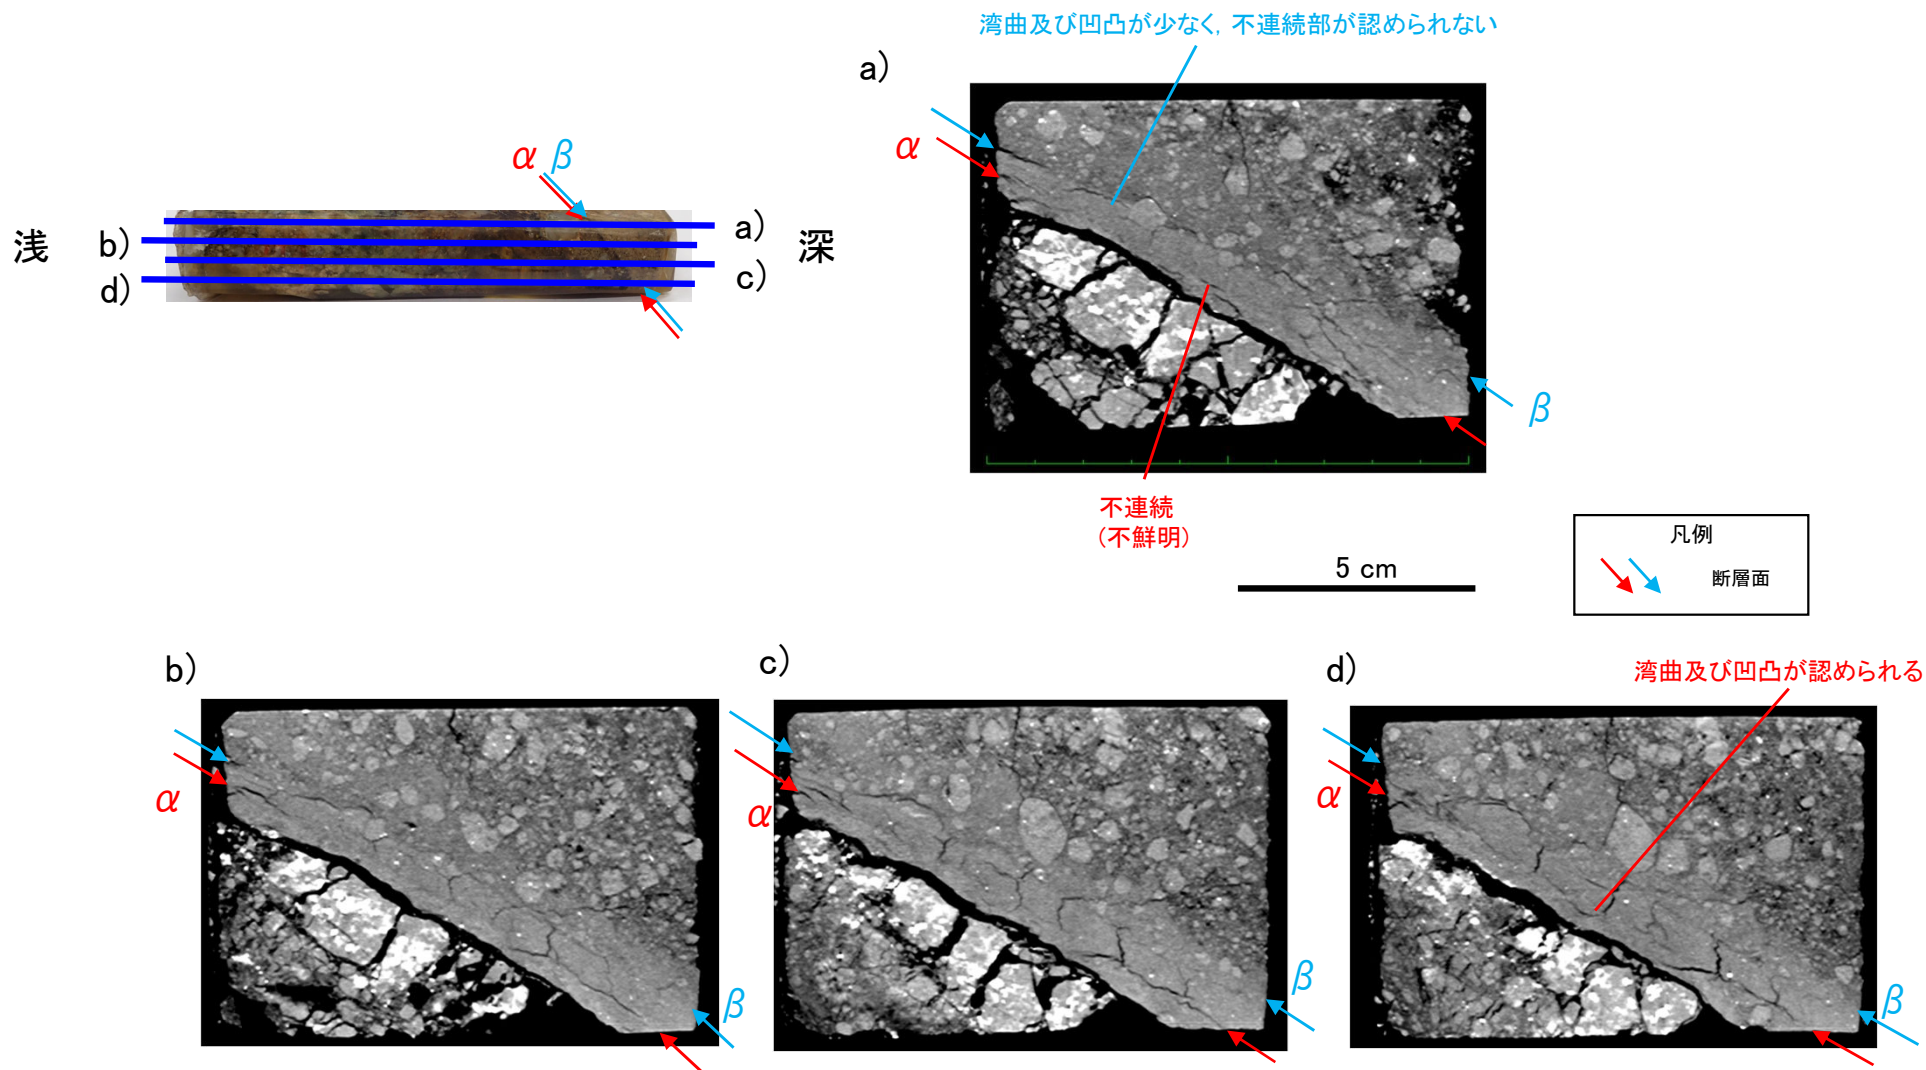 湾曲及び凹凸が少なく, 不連続部が認められない
a)
α
α β
浅
b)
d)
a)
c)
深
β
不連続
(不鮮明)
5 cm
凡例
断層面
b)
α
β
c)
α
β
d)
湾曲及び凹凸が認められる
α
β